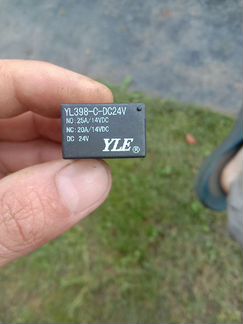 YL398-C-DC24V
NO:25A/14VDC
NC:20A/14VDC
DC 24V
YLE®